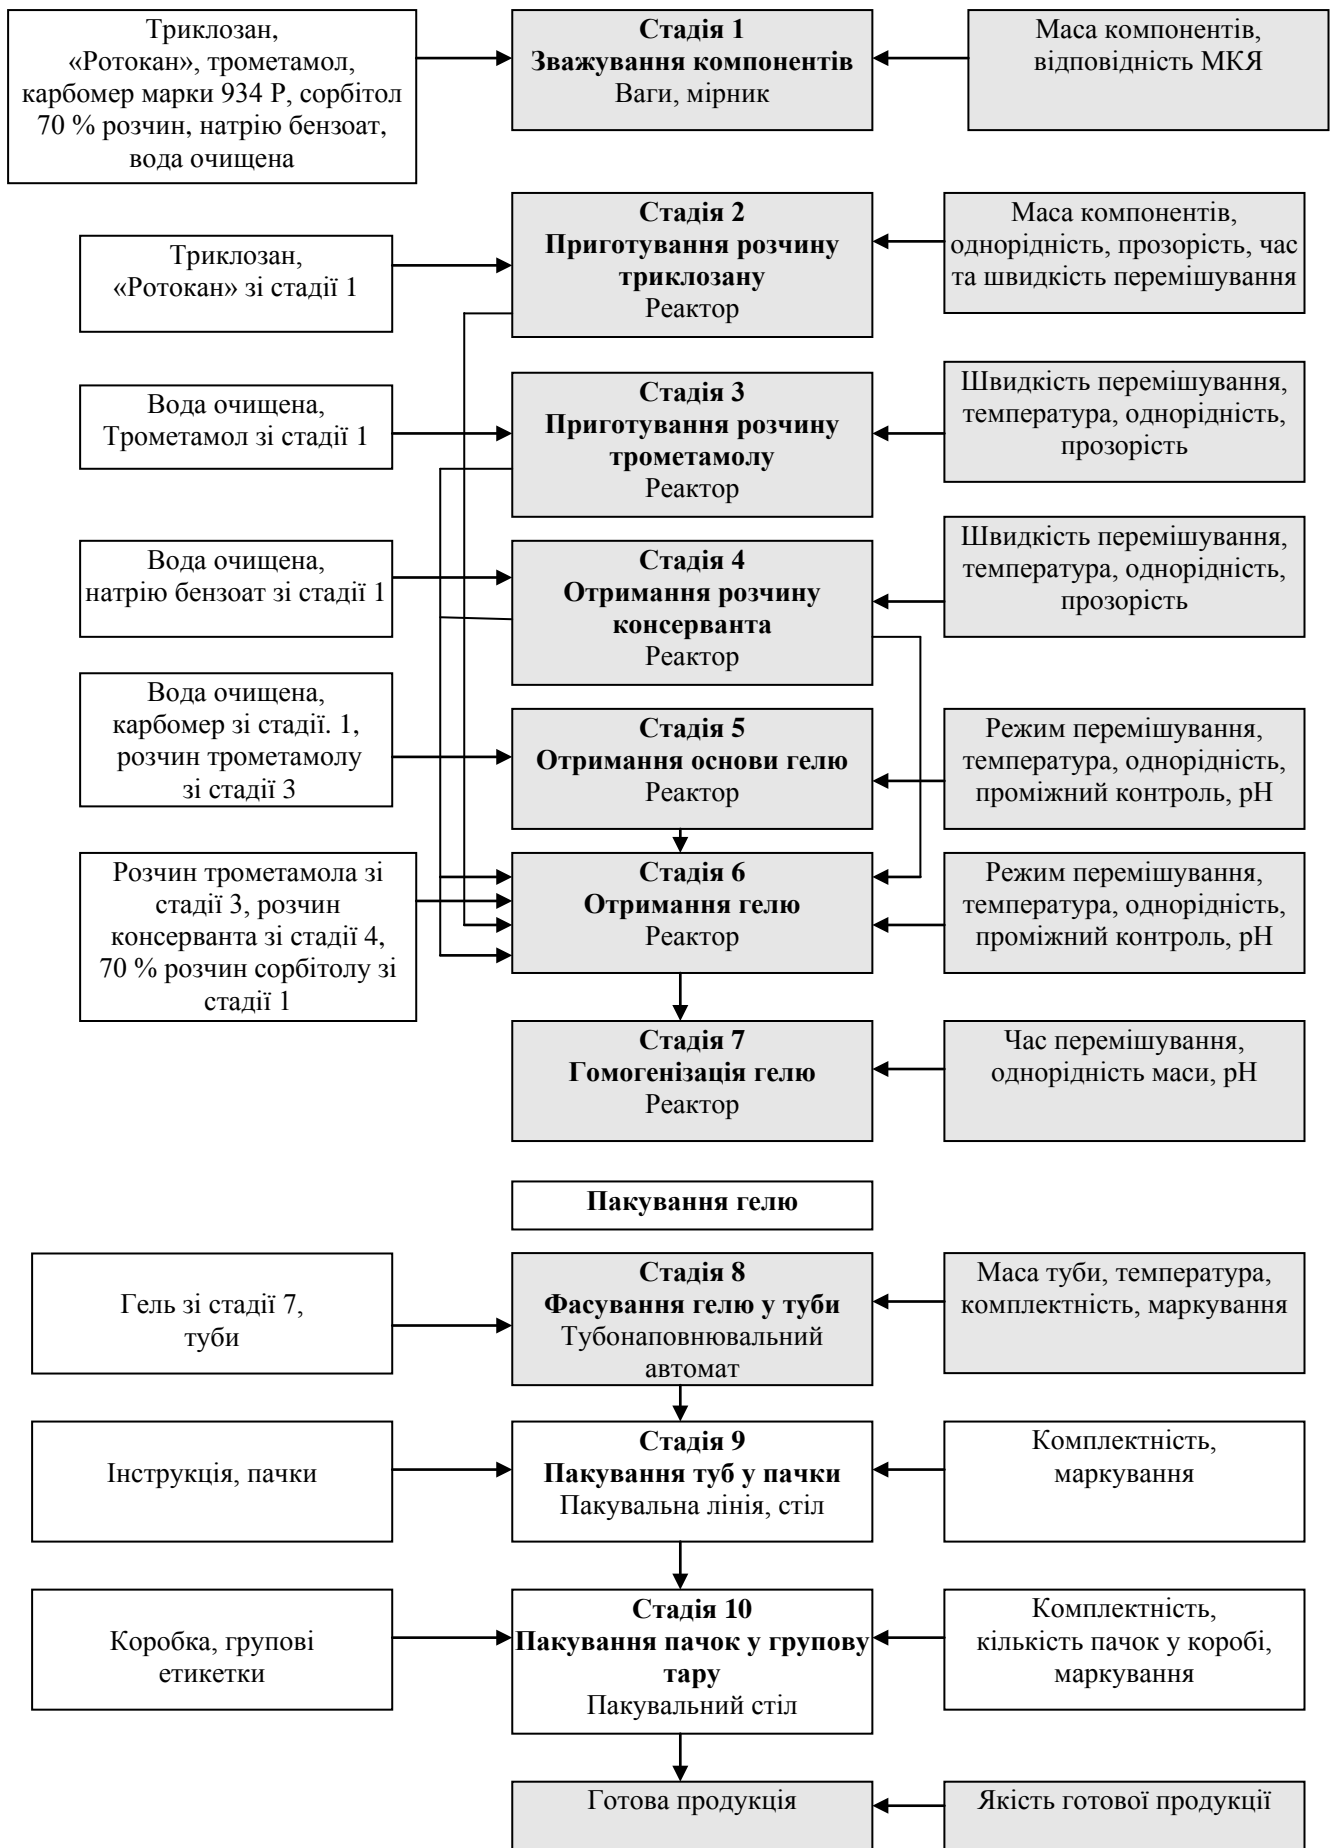 Триклозан,
«Ротокан», трометамол,
карбомер марки 934 Р, сорбітол
70 % розчин, натрію бензоат,
вода очищена
Стадія 1
Зважування компонентів
Ваги, мірник
Маса компонентів,
відповідність МКЯ
Триклозан,
«Ротокан» зі стадії 1
Стадія 2
Приготування розчину
триклозану
Реактор
Маса компонентів,
однорідність, прозорість, час
та швидкість перемішування
Вода очищена,
Трометамол зі стадії 1
Стадія 3
Приготування розчину
трометамолу
Реактор
Швидкість перемішування,
температура, однорідність,
прозорість
Вода очищена,
натрію бензоат зі стадії 1
Стадія 4
Отримання розчину
консерванта
Реактор
Швидкість перемішування,
температура, однорідність,
прозорість
Вода очищена,
карбомер зі стадії. 1,
розчин трометамолу
зі стадії 3
Стадія 5
Отримання основи гелю
Реактор
Режим перемішування,
температура, однорідність,
проміжний контроль, рН
Розчин трометамола зі
стадії 3, розчин
консерванта зі стадії 4,
70 % розчин сорбітолу зі
стадії 1
Стадія 6
Отримання гелю
Реактор
Режим перемішування,
температура, однорідність,
проміжний контроль, рН
Стадія 7
Гомогенізація гелю
Реактор
Час перемішування,
однорідність маси, рН
Пакування гелю
Гель зі стадії 7,
туби
Стадія 8
Фасування гелю у туби
Тубонаповнювальний
автомат
Маса туби, температура,
комплектність, маркування
Інструкція, пачки
Стадія 9
Пакування туб у пачки
Пакувальна лінія, стіл
Комплектність,
маркування
Коробка, групові
етикетки
Стадія 10
Пакування пачок у групову
тару
Пакувальний стіл
Комплектність,
кількість пачок у коробі,
маркування
Готова продукція
Якість готової продукції